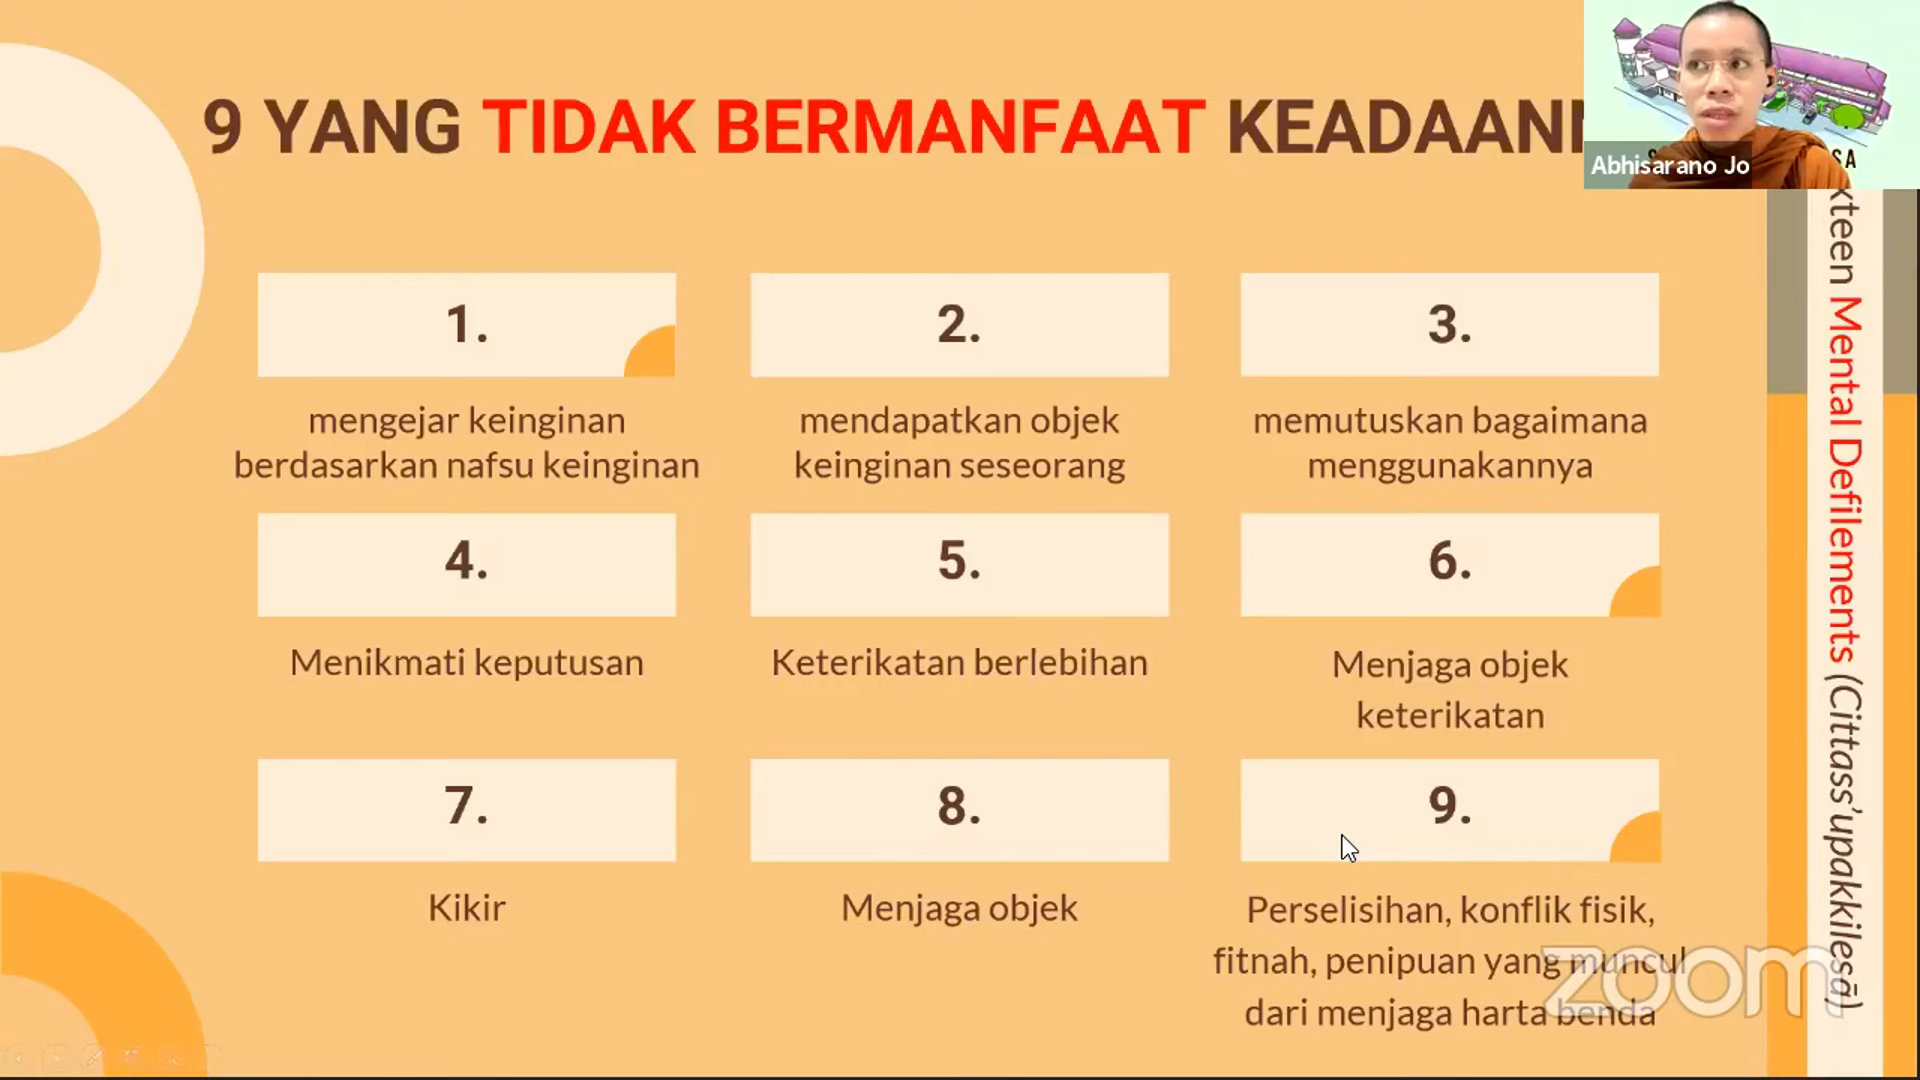 9 YANG TIDAK BERMANFAAT KEADAAN
Abhisarano Jo
SA
1.
mengejar keinginan
berdasarkan nafsu keinginan
2.
mendapatkan objek
keinginan seseorang
3.
memutuskan bagaimana
menggunakannya
4.
Menikmati keputusan
5.
Keterikatan berlebihan
6.
Menjaga objek
keterikatan
7.
Kikir
8.
Menjaga objek
9.
Perselisihan, konflik fisik,
fitnah, penipuan yang muncul
dari menjaga harta benda
xteen Mental Defilements (Cittass’upakkilesā)
zoom